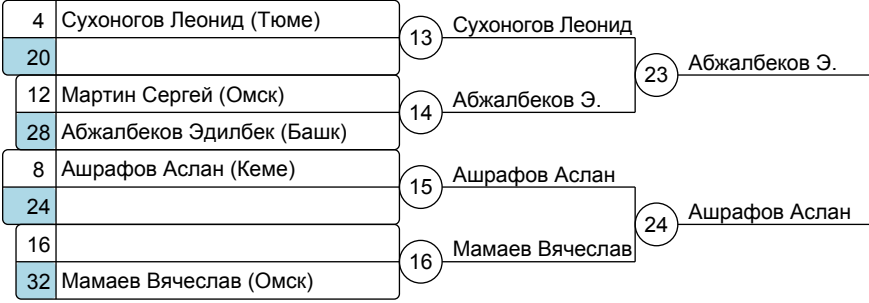 4 Сухоногов Леонид (Тюме)
20
13 Сухоногов Леонид
12 Мартин Сергей (Омск)
28 Абжалбеков Эдилбек (Башк)
14 Абжалбеков Э.
23 Абжалбеков Э.
8 Ашрафов Аслан (Кеме)
24
15 Ашрафов Аслан
16
32 Мамаев Вячеслав (Омск)
16 Мамаев Вячеслав
24 Ашрафов Аслан